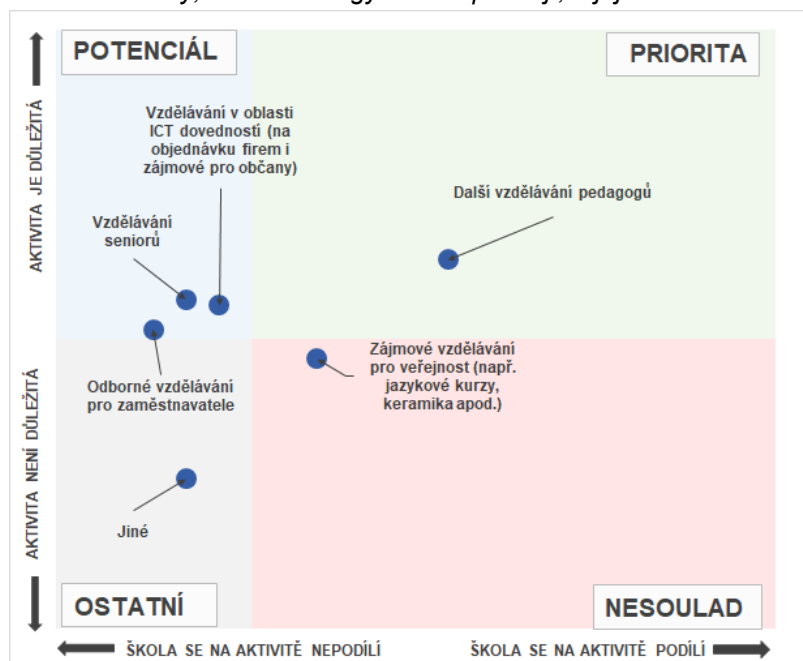 POTENCIÁL
PRIORITA
Vzdělávání v oblasti
ICT dovedností (na
objednávku firem i
zájmové pro občany)
Další vzdělávání pedagogů
Vzdělávání
seniorů
Zájmové vzdělávání
pro veřejnost (např.
jazykové kurzy,
keramika apod.)
Odborné vzdělávání
pro zaměstnavatele
Jiné
OSTATNÍ
NESOULAD
AKTIVITA JE DŮLEŽITÁ
AKTIVITA NENÍ DŮLEŽITÁ
ŠKOLA SE NA AKTIVITĚ NEPODÍLÍ
ŠKOLA SE NA AKTIVITĚ PODÍLÍ